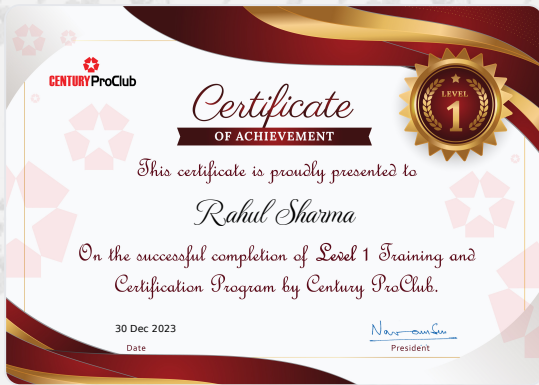 CENTURY ProClub
Certificate
OF ACHIEVEMENT
LEVEL
1
This certificate is proudly presented to
Rahul Sharma
On the successful completion of Level 1 Training and
Certification Program by Century ProClub.
30 Dec 2023
Date
President